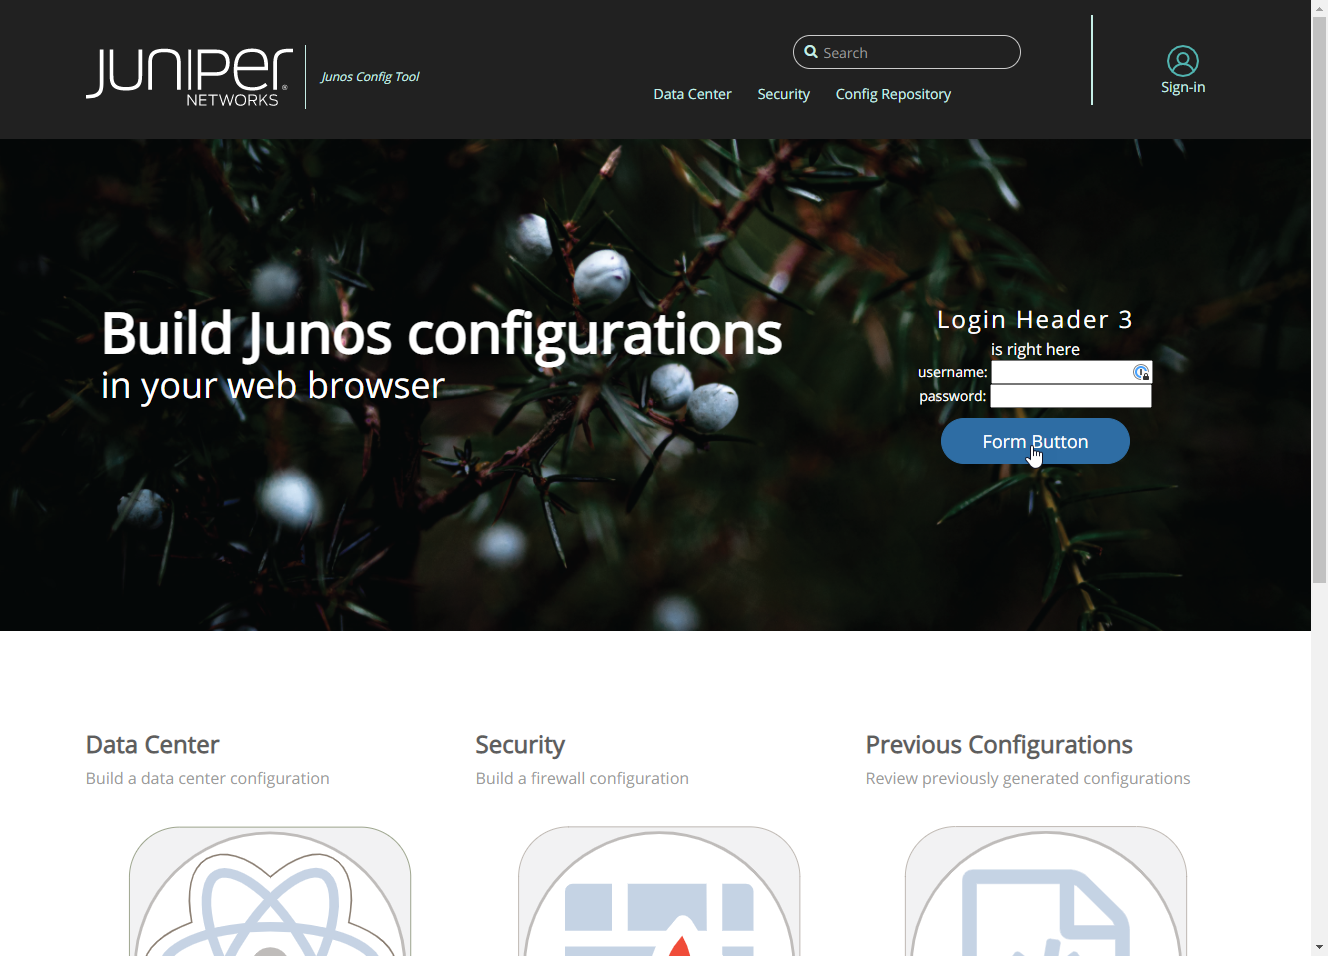 JUNIPER
NETWORKS
Junos Config Tool
Search
Data Center Security Config Repository
Sign-in
Build Junos configurations
in your web browser
Login Header 3
is right here
username:
password:
Form Button
Data Center
Build a data center configuration
Security
Build a firewall configuration
Previous Configurations
Review previously generated configurations